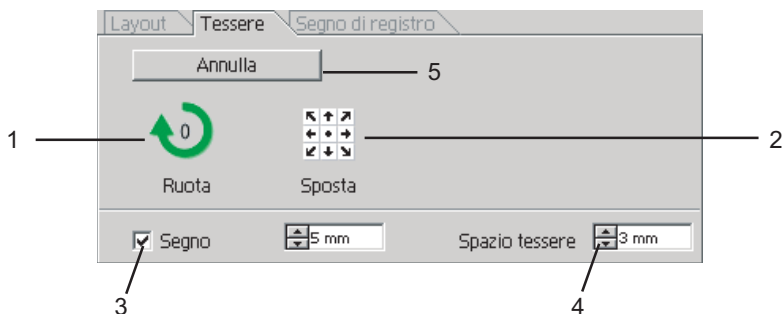 Layout Tessere Segno di registro
Annulla 5
1 0 2
Ruota Sposta
Segno 5 mm Spazio tessere 3 mm
3 4